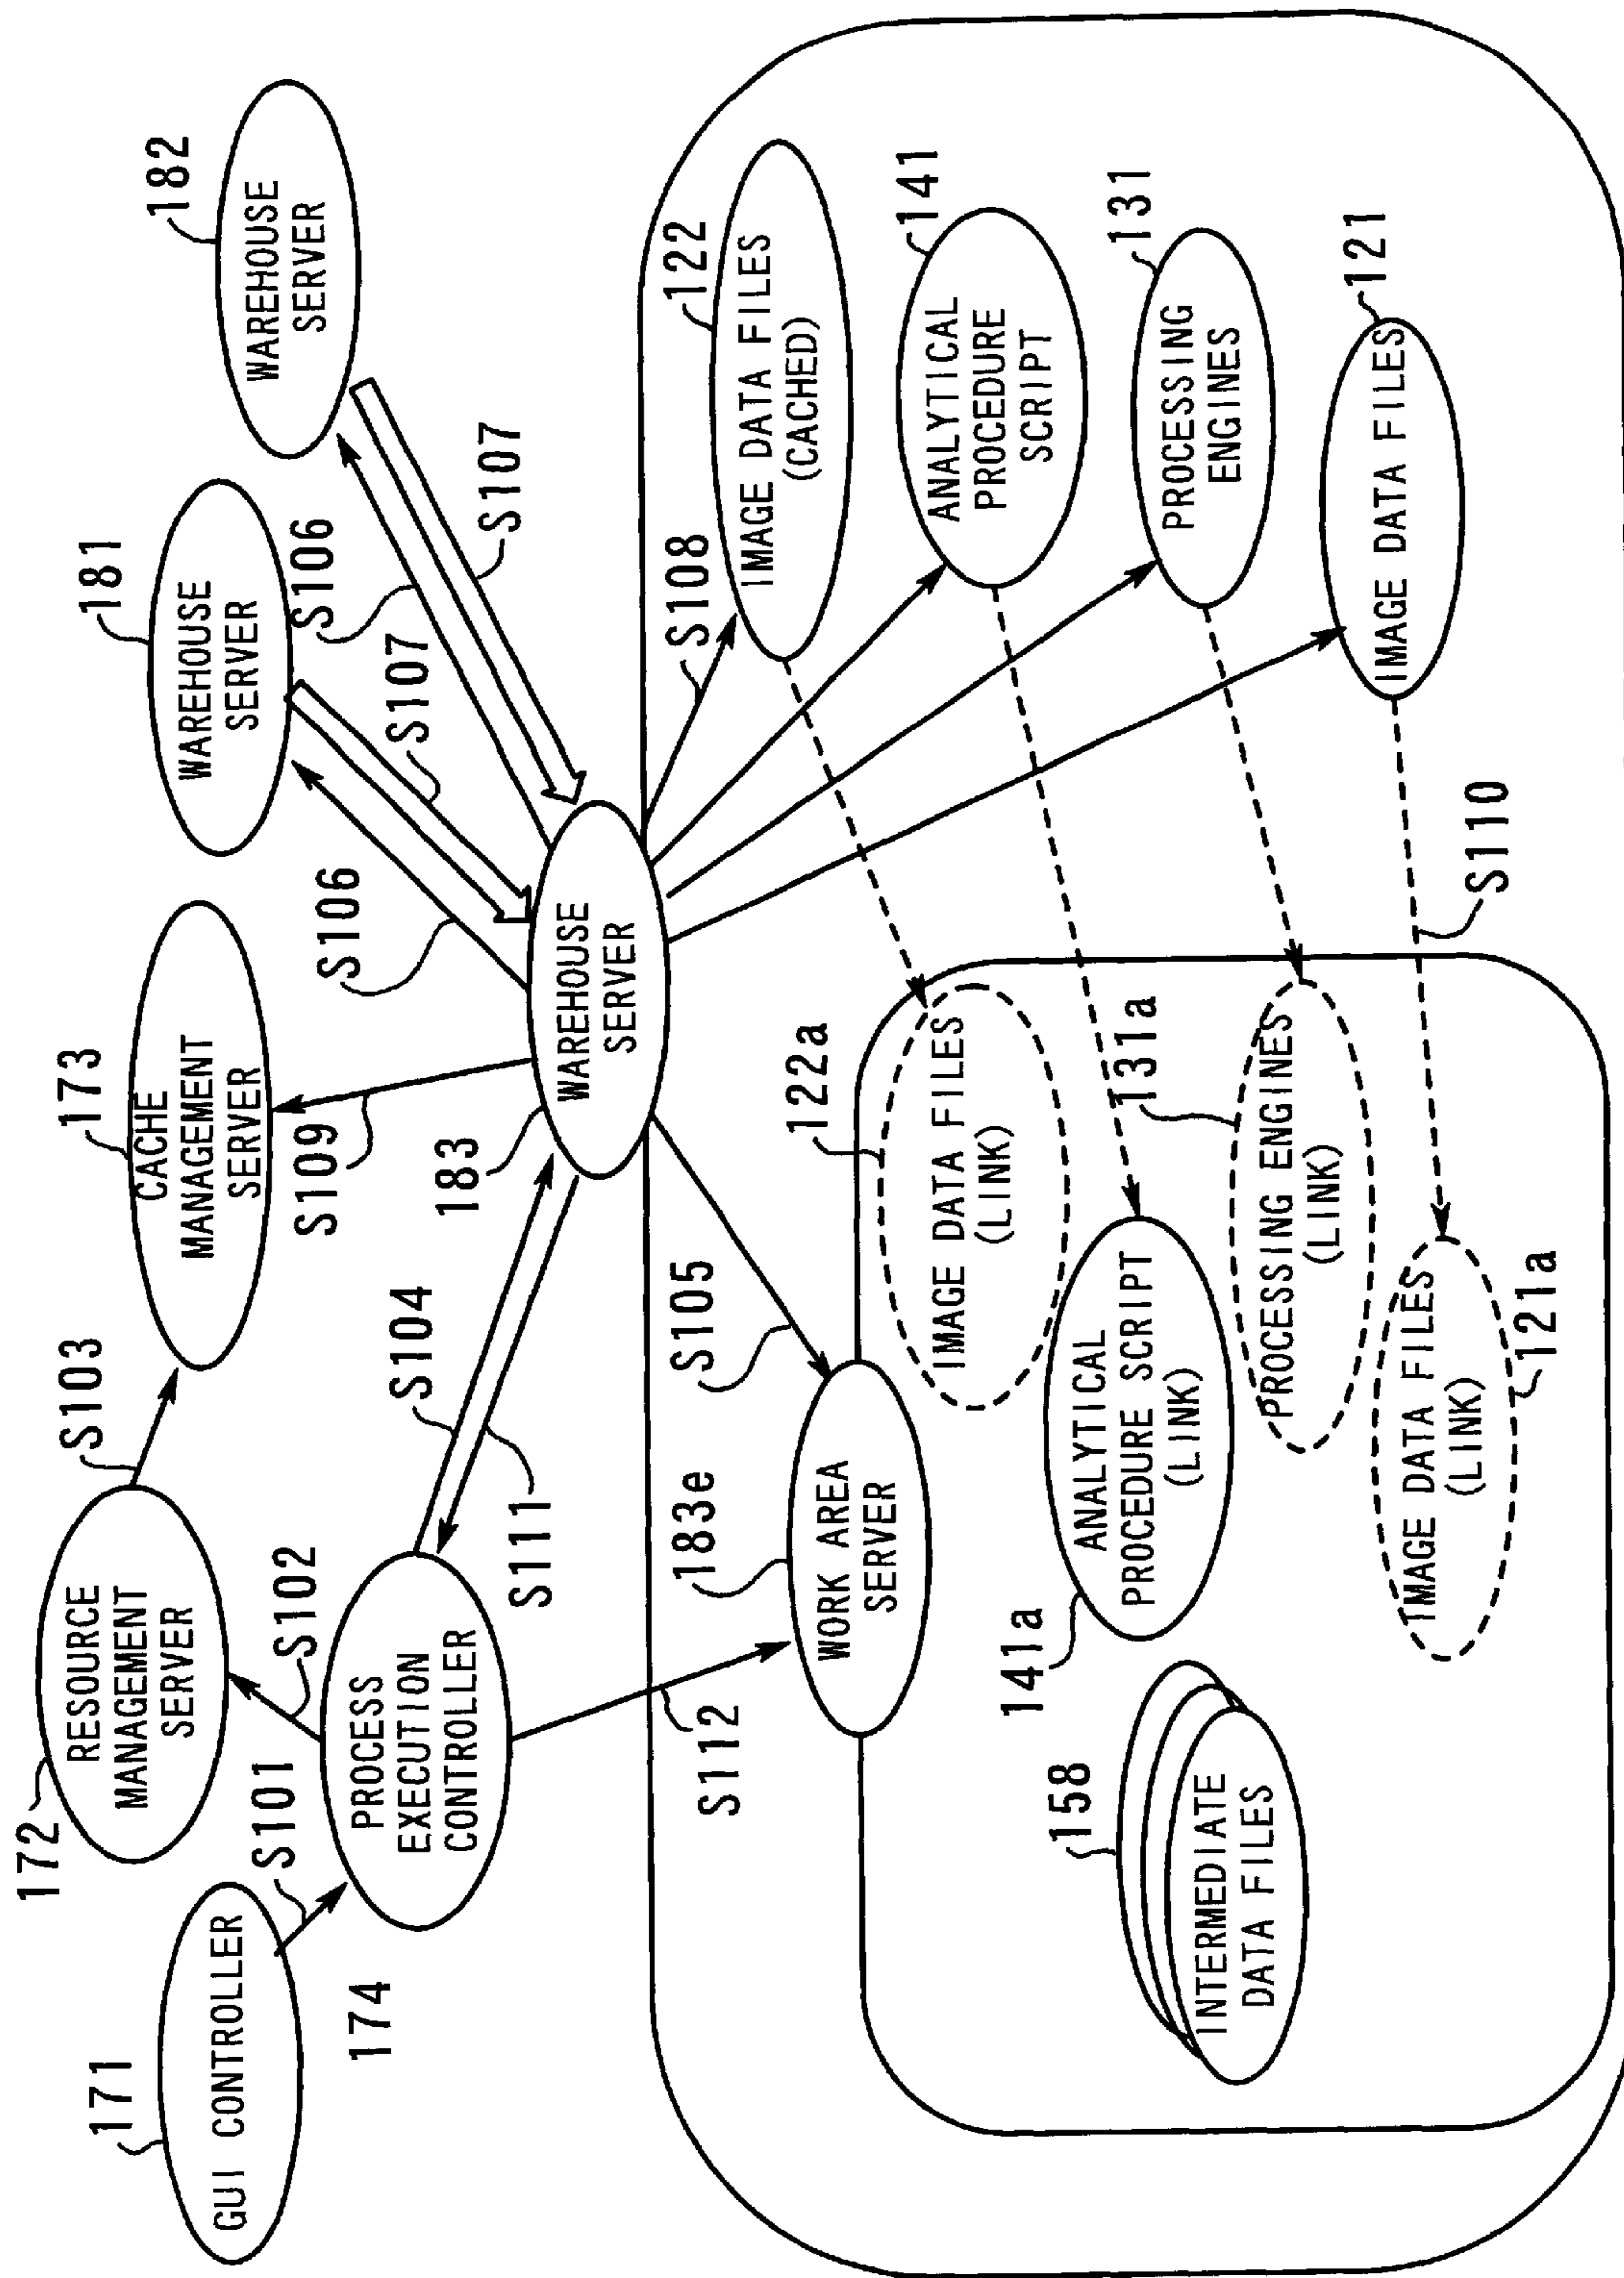 171
GUI CONTROLLER
S101
172
RESOURCE
MANAGEMENT
SERVER
S102
174
PROCESS
EXECUTION
CONTROLLER
S103
173
CACHE
MANAGEMENT
SERVER
S109
S104
S111
183
WAREHOUSE
SERVER
S106
181
WAREHOUSE
SERVER
S107
S106
182
WAREHOUSE
SERVER
S107
S112
183e
WORK AREA
SERVER
S105
S108
122
IMAGE DATA FILES
(CACHED)
141
ANALYTICAL
PROCEDURE
SCRIPT
131
PROCESSING
ENGINES
121
IMAGE DATA FILES
S110
122a
IMAGE DATA FILES
(LINK)
141a
ANALYTICAL
PROCEDURE SCRIPT
(LINK)
131a
PROCESSING ENGINES
(LINK)
IMAGE DATA FILES
(LINK)
121a
158
INTERMEDIATE
DATA FILES